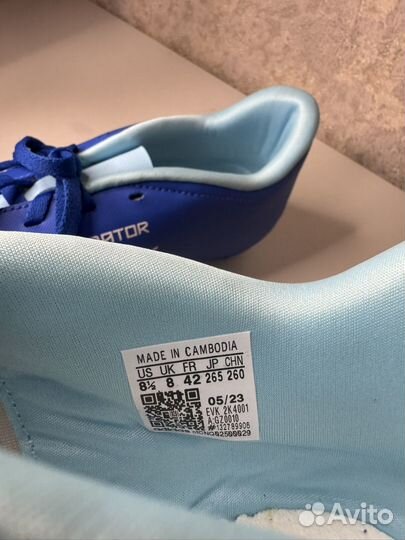 ATOR
MADE IN CAMBODIA
US UK FR JP CHN
8½ 8 42 265 260
05/23
EVK 2K4001
A:GZ0010
Avito